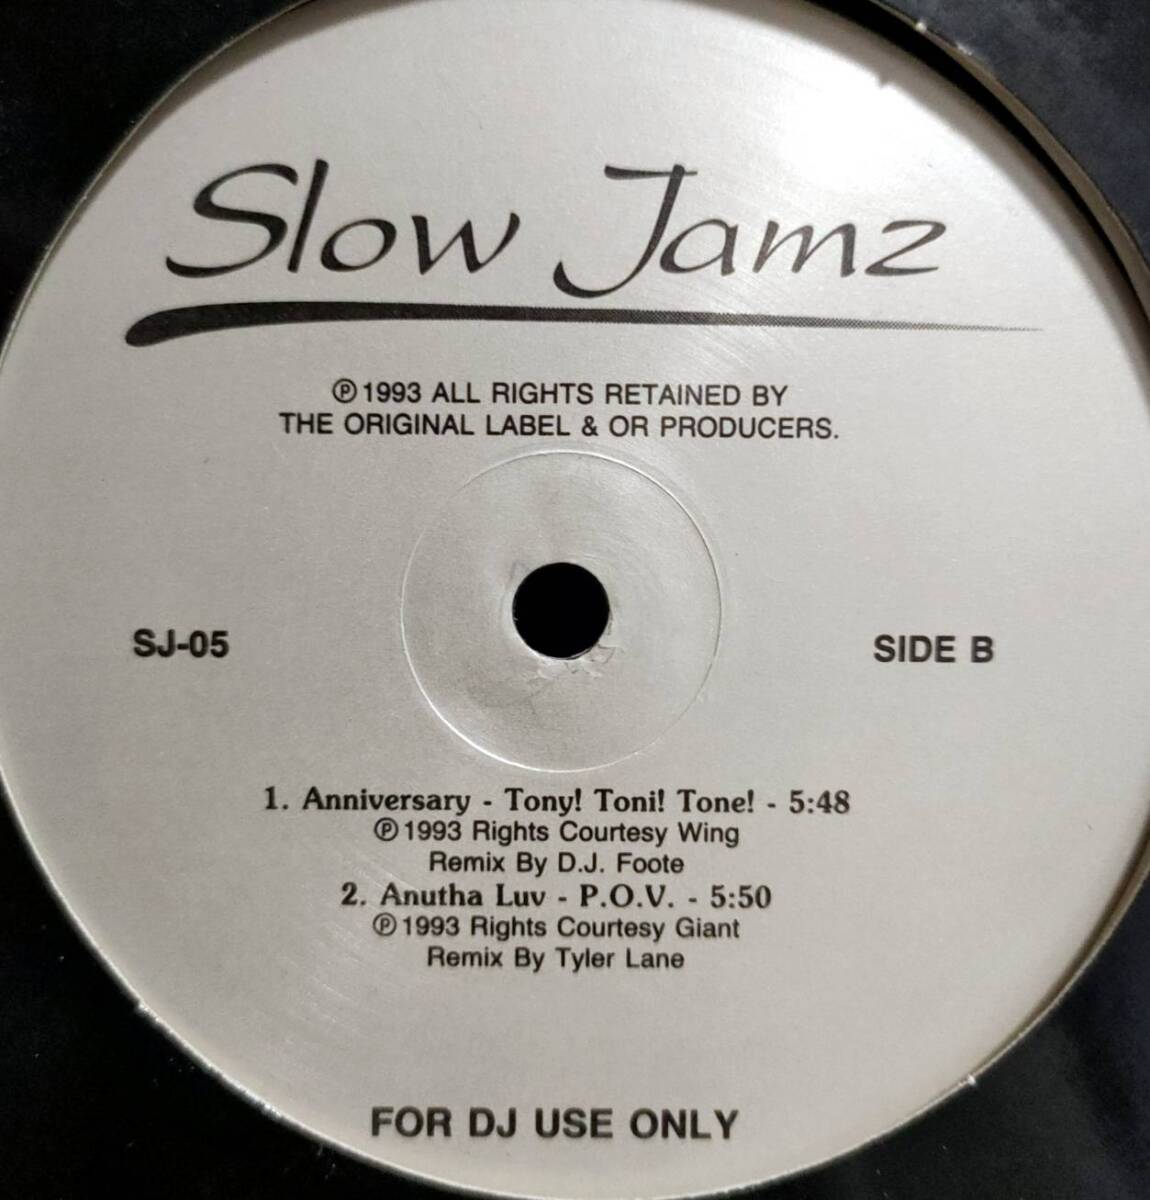 Slow Jamz
℗ 1993 ALL RIGHTS RETAINED BY
THE ORIGINAL LABEL & OR PRODUCERS.
SJ-05
SIDE B
1. Anniversary - Tony! Toni! Tone! - 5:48
℗ 1993 Rights Courtesy Wing
Remix By D.J. Foote
2. Anutha Luv - P.O.V. - 5:50
℗ 1993 Rights Courtesy Giant
Remix By Tyler Lane
FOR DJ USE ONLY